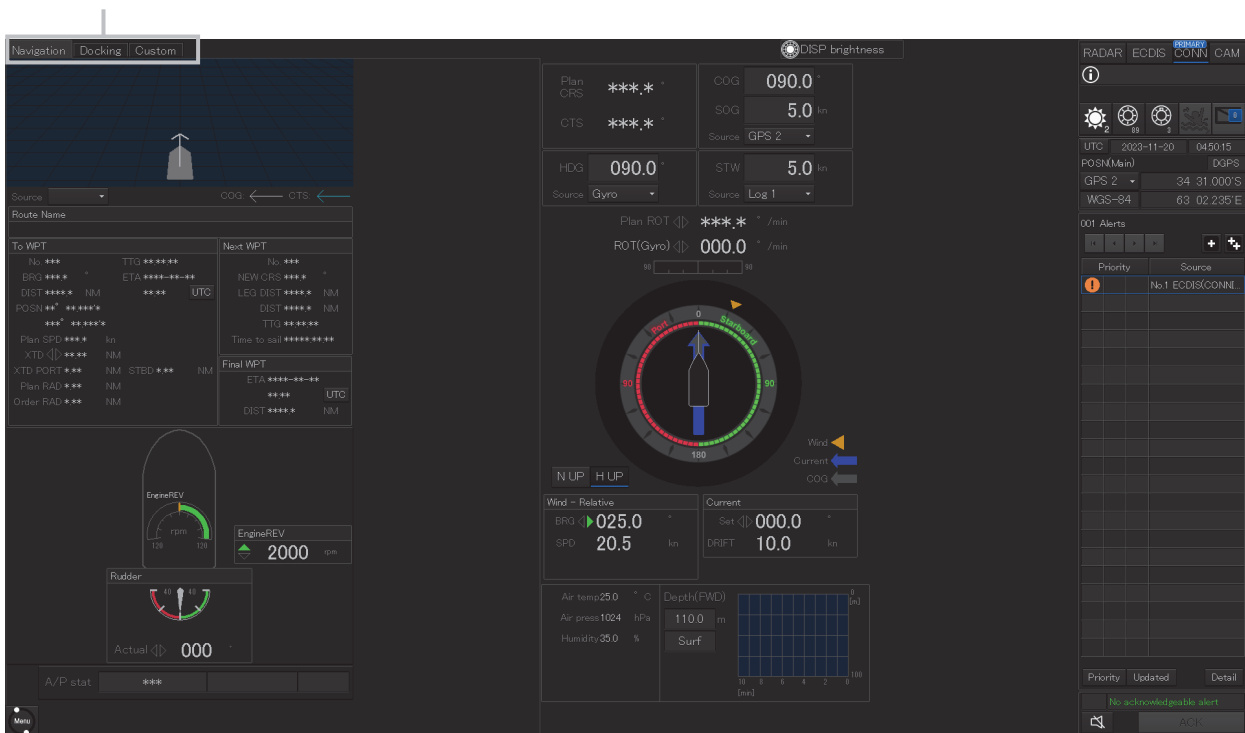 Navigation Docking Custom
DISP brightness
Source
COG CTS
Route Name
To WPT
No *** TTG ******
BRG ***.* ° ETA ****-**-**
DIST ****.* NM **:** UTC
POSN **° **.***'*
***° **.***'*
Plan SPD ***.* kn
XTD **.** NM
XTD PORT *.** NM STBD *.** NM
Plan RAD *.** NM
Order RAD *.** NM
Next WPT
No ***
NEW CRS ***.* °
LEG DIST ****.* NM
DIST ****.* NM
TTG ******
Time to sail *********
Final WPT
ETA ****-**-**
**:** UTC
DIST ****.* NM
EngineREV
rpm
120 120
EngineREV
2000 rpm
Rudder
40 40
Actual 000 °
A/P stat ***
Menu
Plan CRS ***.* °
CTS ***.* °
COG 090.0 °
SOG 5.0 kn
Source GPS 2
HDG 090.0 °
Source Gyro
STW 5.0 kn
Source Log 1
Plan ROT ***.* ° /min
ROT(Gyro) 000.0 ° /min
90 90
0
Port Starboard
90 90
180
Wind
Current
COG
N UP H UP
Wind - Relative
BRG 025.0 °
SPD 20.5 kn
Current
Set 000.0 °
DRIFT 10.0 kn
Air temp 25.0 ° C
Air press 1024 hPa
Humidity 35.0 %
Depth(FWD)
110.0 m
Surf
0
[m]
100
10 8 6 4 2 0
[min]
RADAR ECDIS PRIMARY CONN CAM
2 89 3 0
UTC 2023-11-20 04:50:15
POSN(Main) DGPS
GPS 2 34 31.000'S
WGS-84 63 02.235'E
001 Alerts
Priority Source
No.1 ECDIS(CONNI...
Priority Updated Detail
No acknowledgeable alert
ACK